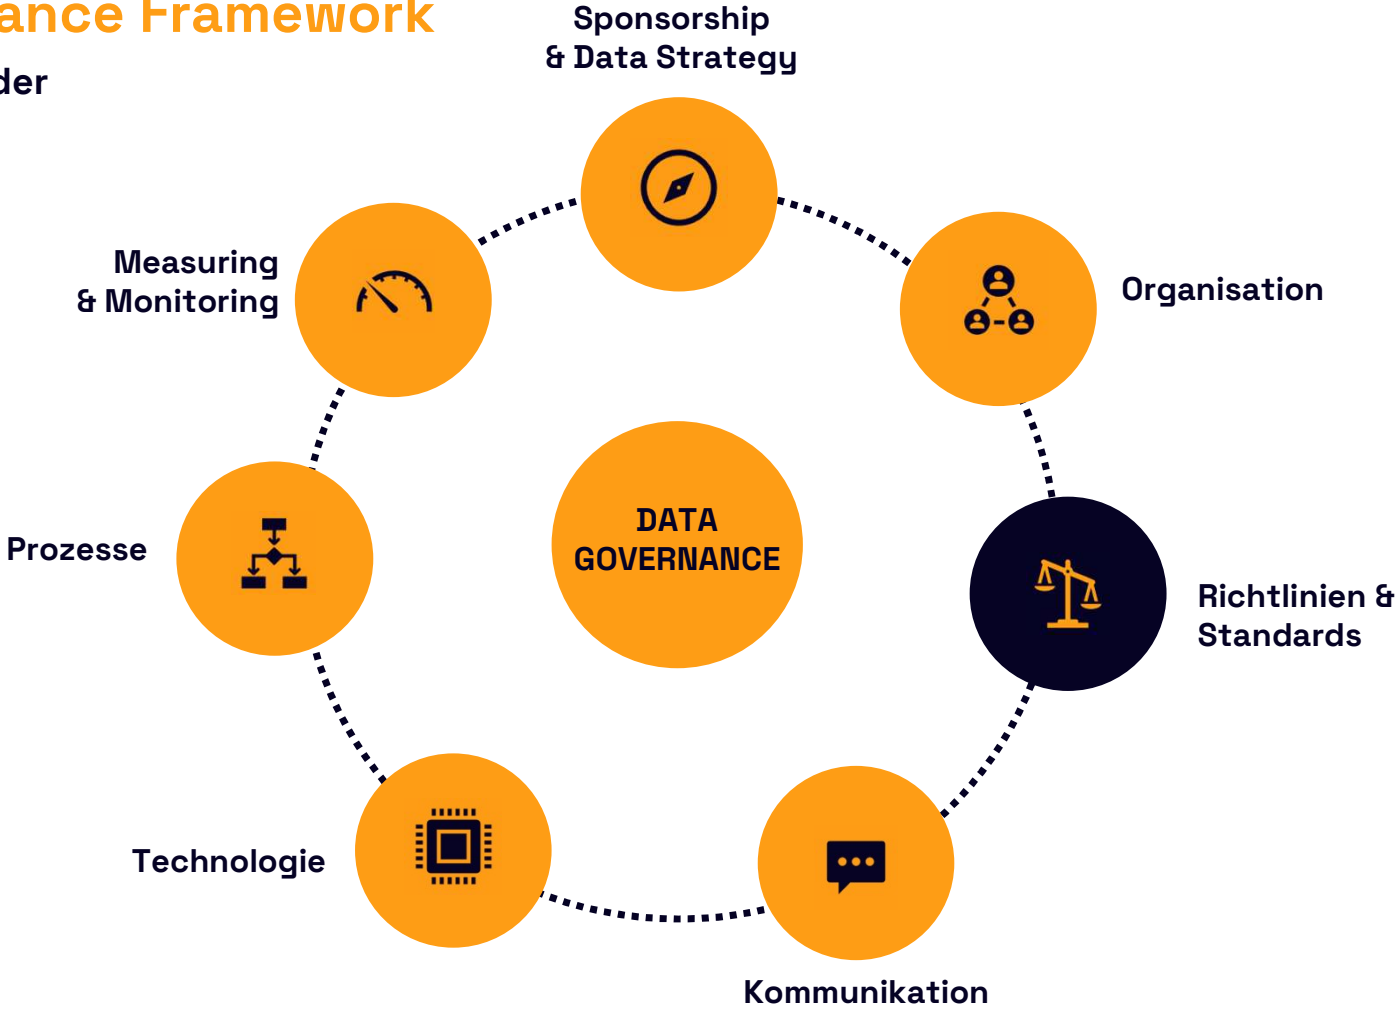 ance Framework
der
Sponsorship
& Data Strategy
Measuring
& Monitoring
Organisation
DATA
GOVERNANCE
Prozesse
Richtlinien &
Standards
Technologie
Kommunikation